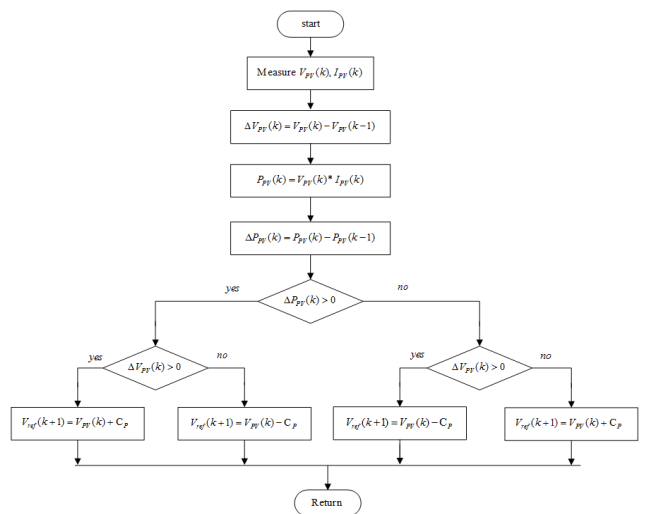 start
Measure V_PV(k), I_PV(k)
ΔV_PV(k) = V_PV(k) − V_PV(k−1)
P_PV(k) = V_PV(k)* I_PV(k)
ΔP_PV(k) = P_PV(k) − P_PV(k−1)
yes
ΔP_PV(k) > 0
no
yes
ΔV_PV(k) > 0
no
yes
ΔV_PV(k) > 0
no
V_ref(k+1) = V_PV(k) + C_P
V_ref(k+1) = V_PV(k) − C_P
V_ref(k+1) = V_PV(k) − C_P
V_ref(k+1) = V_PV(k) + C_P
Return